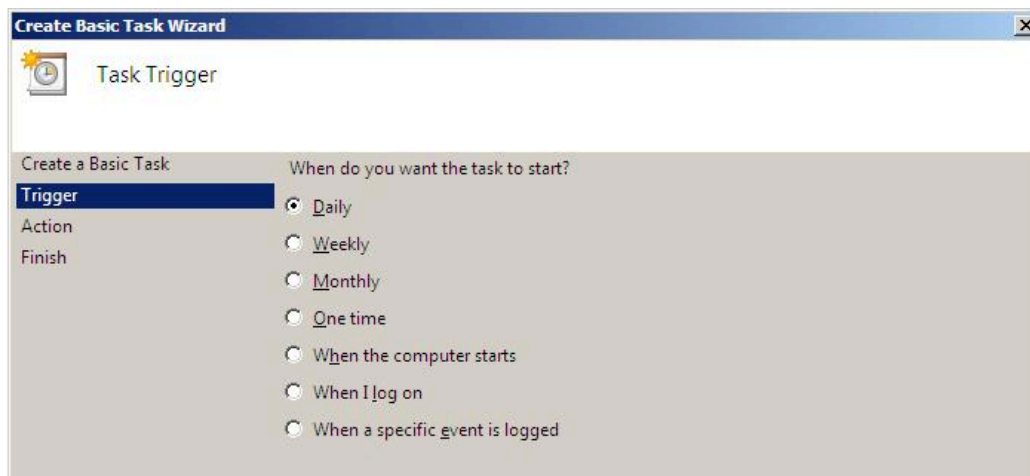 Create Basic Task Wizard
Task Trigger
Create a Basic Task
Trigger
Action
Finish
When do you want the task to start?
Daily
Weekly
Monthly
One time
When the computer starts
When I log on
When a specific event is logged